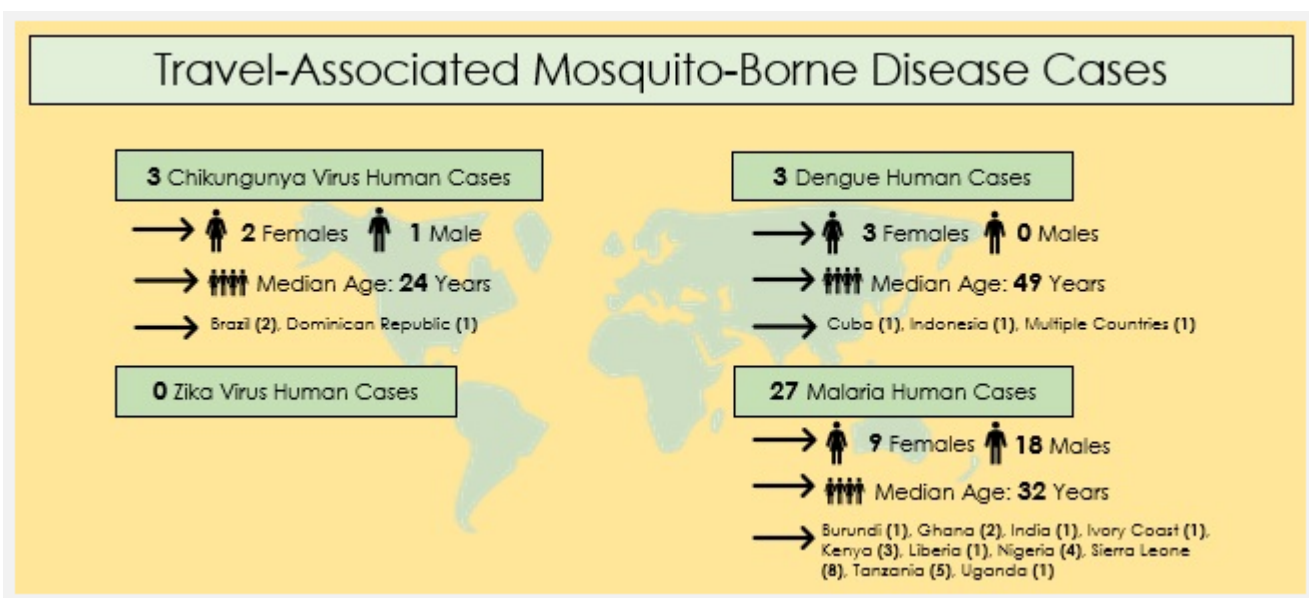 Travel-Associated Mosquito-Borne Disease Cases
3 Chikungunya Virus Human Cases
2 Females 1 Male
Median Age: 24 Years
Brazil (2), Dominican Republic (1)
0 Zika Virus Human Cases
3 Dengue Human Cases
3 Females 0 Males
Median Age: 49 Years
Cuba (1), Indonesia (1), Multiple Countries (1)
27 Malaria Human Cases
9 Females 18 Males
Median Age: 32 Years
Burundi (1), Ghana (2), India (1), Ivory Coast (1),
Kenya (3), Liberia (1), Nigeria (4), Sierra Leone
(8), Tanzania (5), Uganda (1)